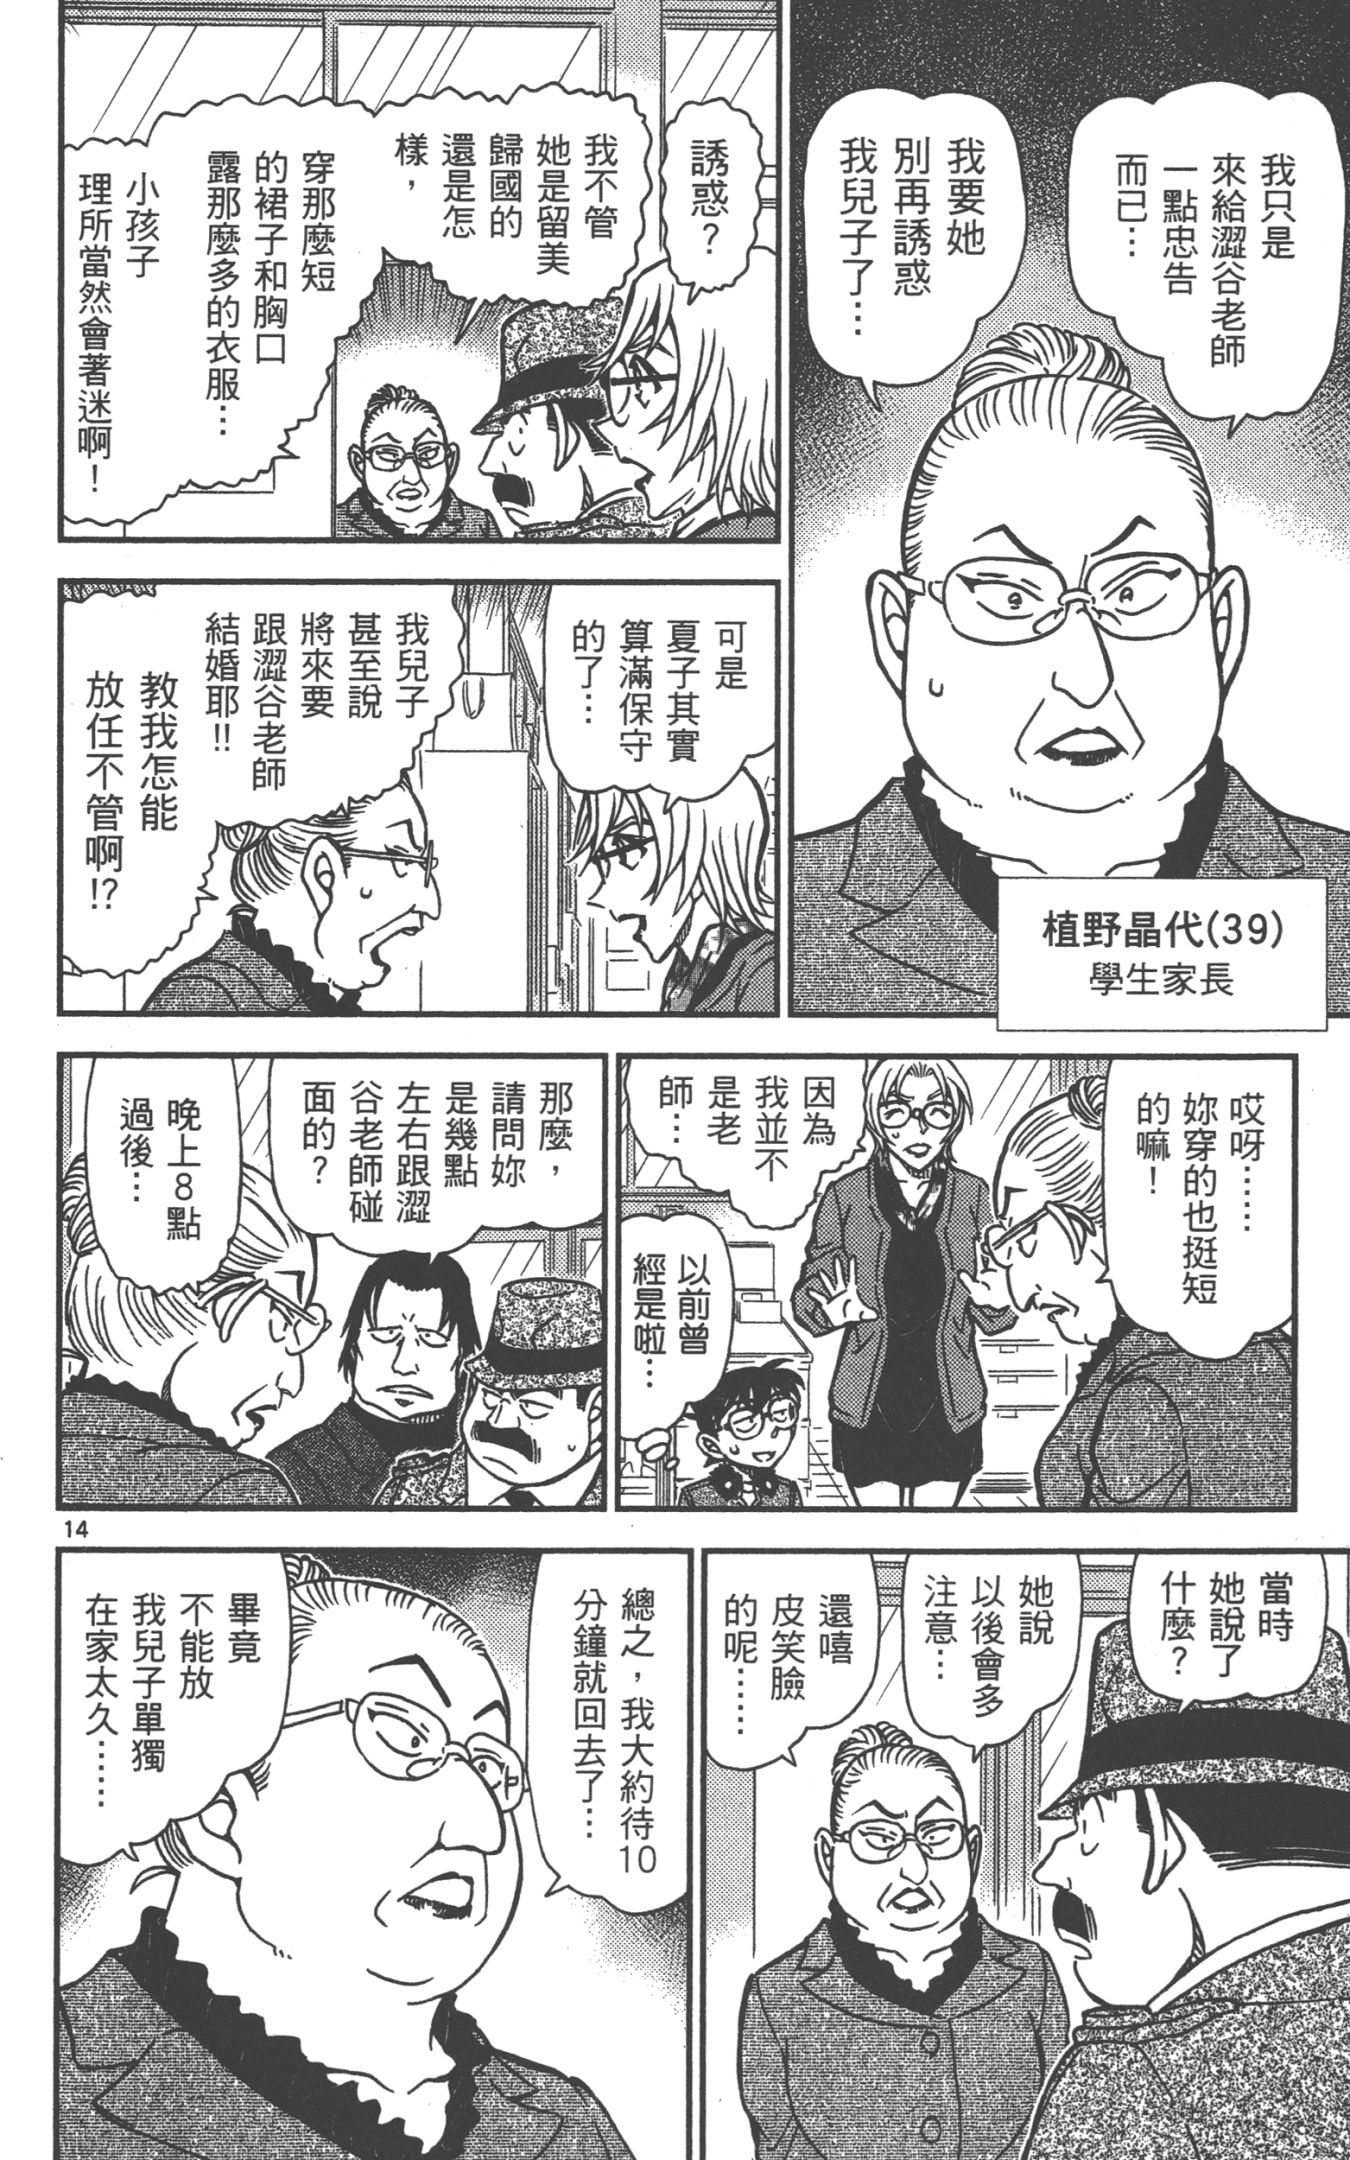 我只是
來給澀谷老師
一點忠告
而已…
我要她
別再誘惑
我兒子了…
植野晶代(39)
學生家長
誘惑？
我不管
她是留美
歸國的
還是怎
樣，
穿那麼短
的裙子和胸口
露那麼多的衣服…
小孩子
理所當然會著迷啊！
可是
夏子其實
算滿保守
的了…
我兒子
甚至說
將來要
跟澀谷老師
結婚耶!!
教我怎能
放任不管啊!?
哎呀……
妳穿的也挺短
的嘛！
因為
我並不
是老
師…
以前曾
經是啦…
那麼，
請問妳
是幾點
左右跟澀
谷老師碰
面的？
晚上8點
過後…
14
當時
她說了
什麼？
她說
以後會多
注意…
還嘻
皮笑臉
的呢……
總之，我大約待10
分鐘就回去了…
畢竟
不能放
我兒子單獨
在家太久……